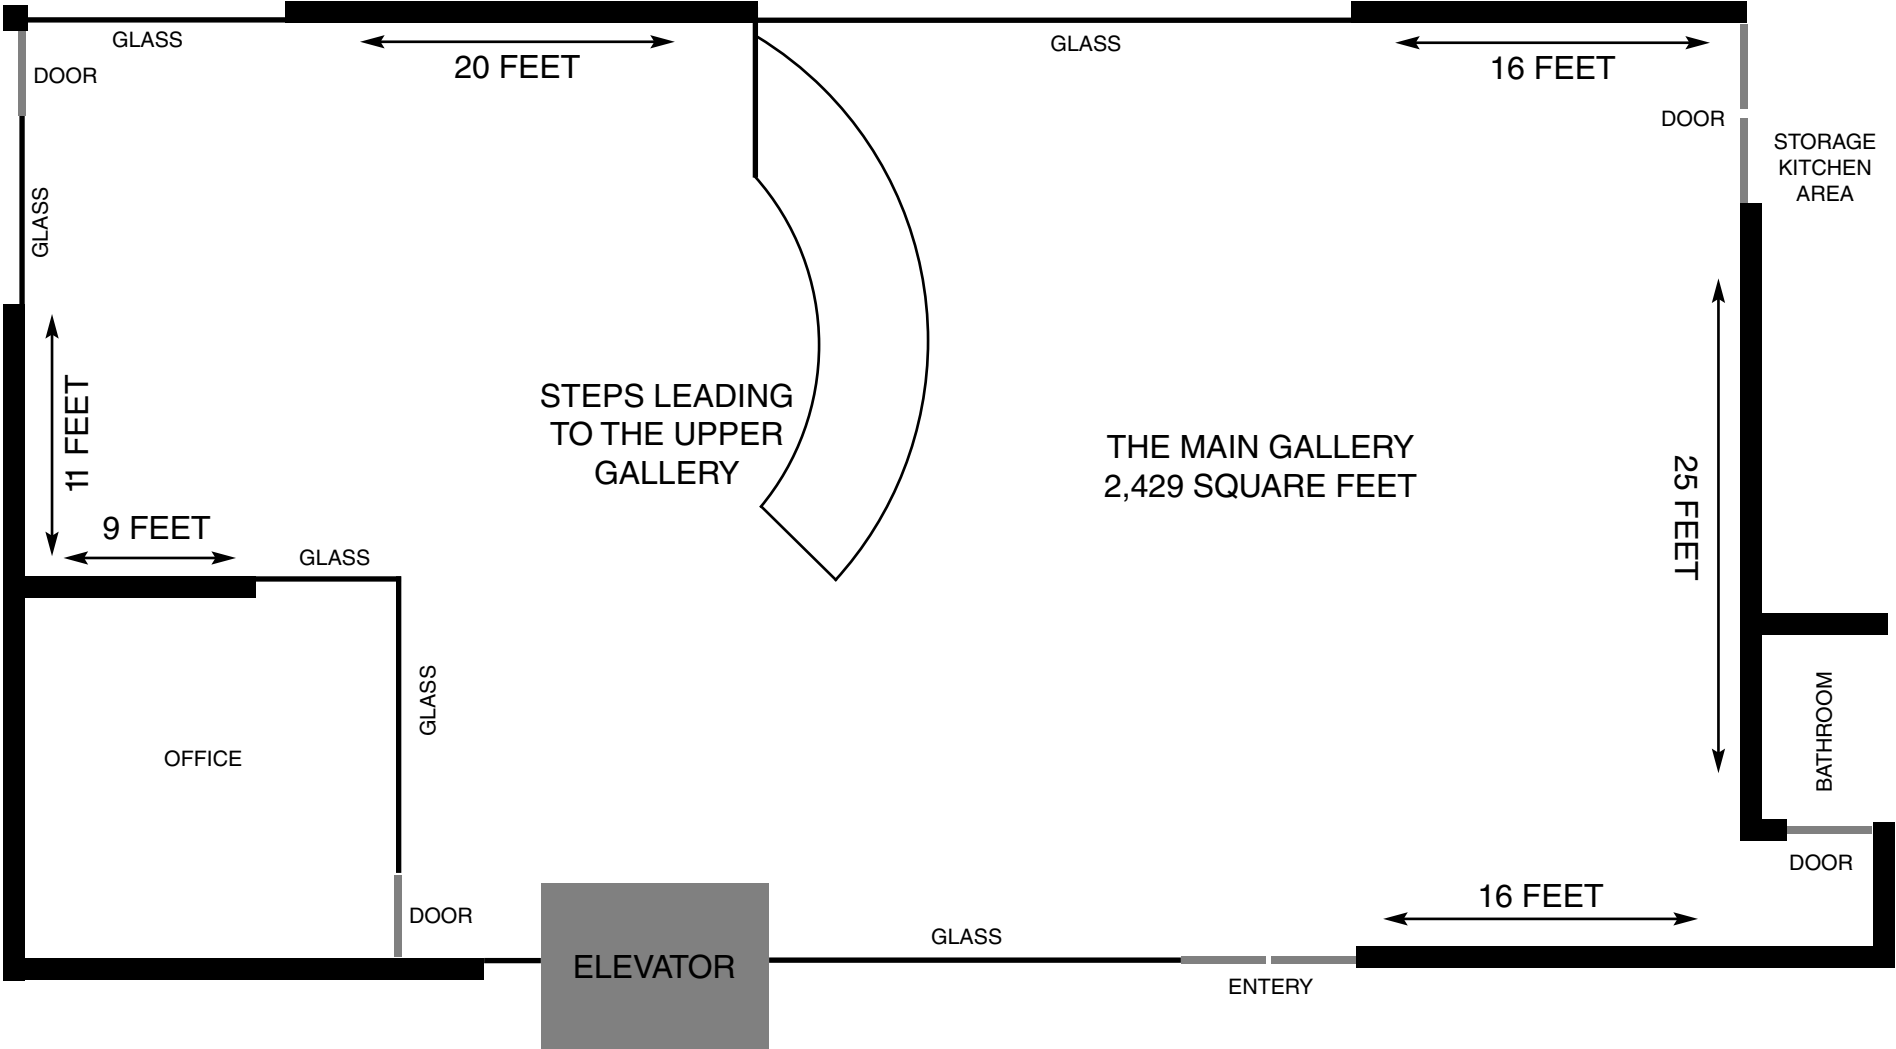 GLASS
20 FEET
GLASS
16 FEET
DOOR
DOOR
STORAGE
KITCHEN
AREA
GLASS
11 FEET
STEPS LEADING
TO THE UPPER
GALLERY
THE MAIN GALLERY
2,429 SQUARE FEET
25 FEET
9 FEET
GLASS
GLASS
OFFICE
BATHROOM
DOOR
16 FEET
DOOR
GLASS
ELEVATOR
ENTERY